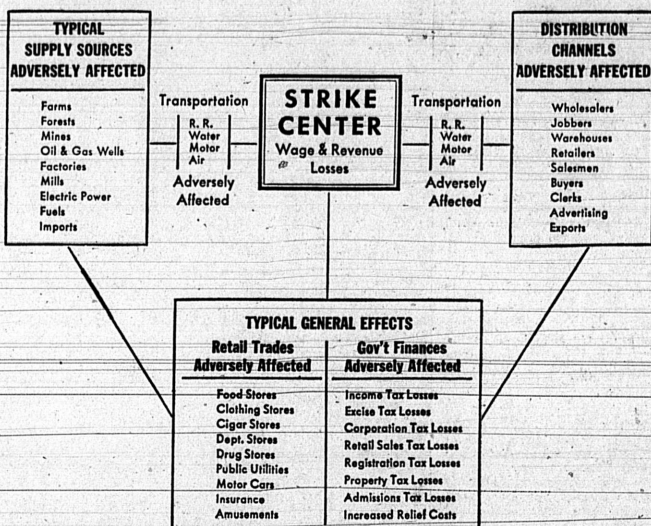 TYPICAL
SUPPLY SOURCES
ADVERSELY AFFECTED
Farms
Forests
Mines
Oil & Gas Wells
Factories
Mills
Electric Power
Fuels
Imports
Transportation
R. R.
Water
Motor
Air
Adversely
Affected
STRIKE
CENTER
Wage & Revenue
Losses
Transportation
R. R.
Water
Motor
Air
Adversely
Affected
DISTRIBUTION
CHANNELS
ADVERSELY AFFECTED
Wholesalers
Jobbers
Warehouses
Retailers
Salesmen
Buyers
Clerks
Advertising
Exports
TYPICAL GENERAL EFFECTS
Retail Trades
Adversely Affected
Food Stores
Clothing Stores
Cigar Stores
Dept. Stores
Drug Stores
Public Utilities
Motor Cars
Insurance
Amusements
Gov't Finances
Adversely Affected
Income Tax Losses
Excise Tax Losses
Corporation Tax Losses
Retail Sales Tax Losses
Registration Tax Losses
Property Tax Losses
Admissions Tax Losses
Increased Relief Costs